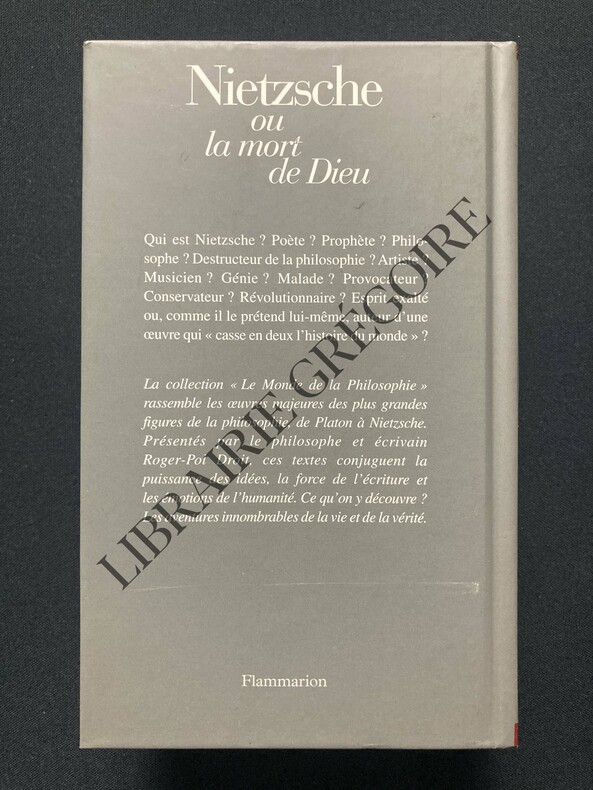 Nietzsche
ou
la mort
de Dieu
Qui est Nietzsche ? Poète ? Prophète ? Philo-
sophe ? Destructeur de la philosophie ? Artiste ?
Musicien ? Génie ? Malade ? Provocateur ?
Conservateur ? Révolutionnaire ? Esprit exalté
ou, comme il le prétend lui-même, auteur d'une
œuvre qui « casse en deux l'histoire du monde » ?
La collection « Le Monde de la Philosophie »
rassemble les œuvres majeures des plus grandes
figures de la philosophie, de Platon à Nietzsche.
Présentés par le philosophe et écrivain
Roger-Pol Droit, ces textes conjuguent la
puissance des idées, la force de l'écriture et
les émotions de l'humanité. Ce qu'on y découvre ?
Les aventures innombrables de la vie et de la vérité.
Flammarion
LIBRAIRIE GRÉGOIRE